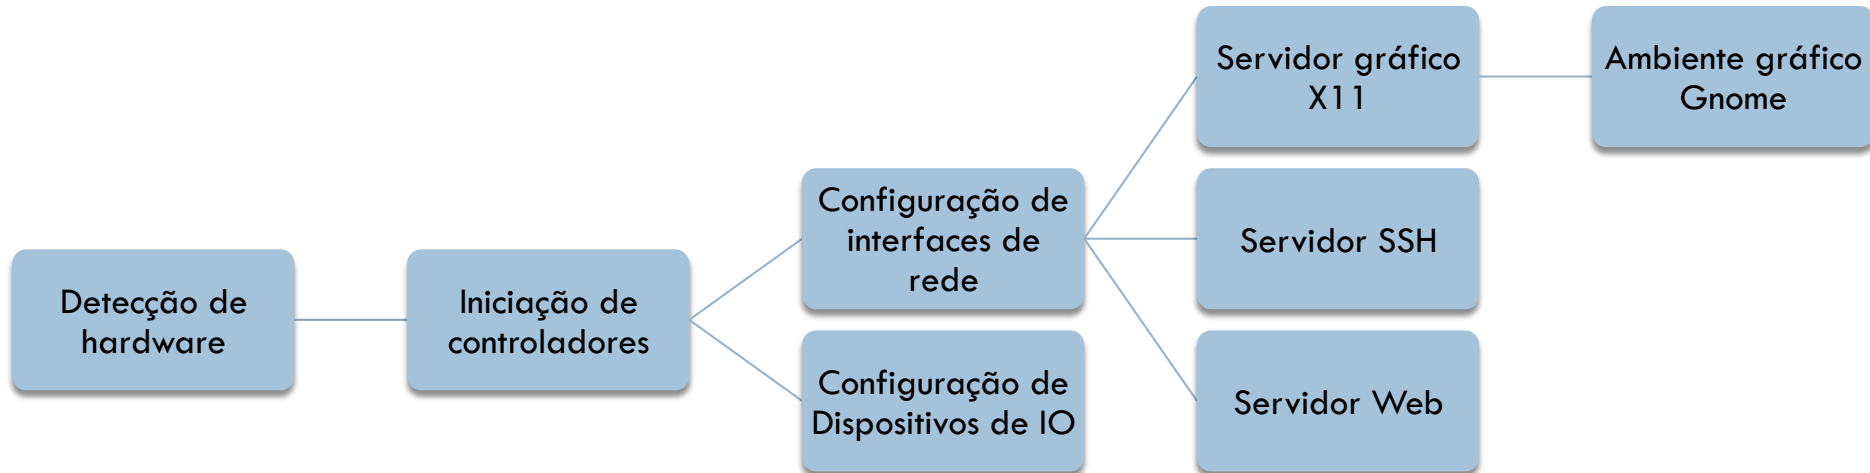 Detecção de
hardware
Iniciação de
controladores
Configuração de
interfaces de
rede
Configuração de
Dispositivos de IO
Servidor gráfico
X11
Servidor SSH
Servidor Web
Ambiente gráfico
Gnome